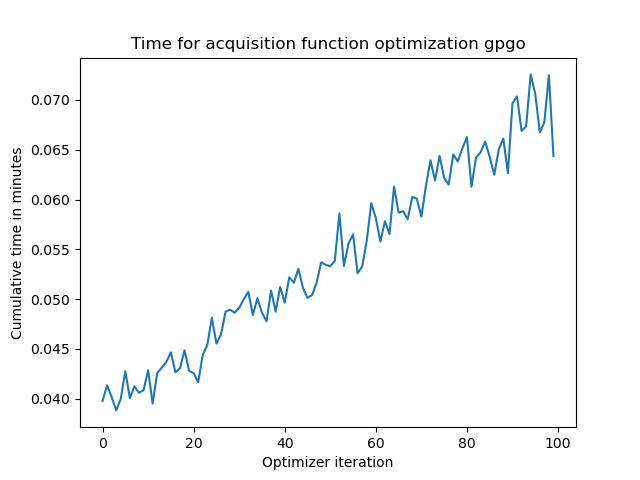 Time for acquisition function optimization gpgo
Cumulative time in minutes
0.070
0.065
0.060
0.055
0.050
0.045
0.040
0 20 40 60 80 100
Optimizer iteration